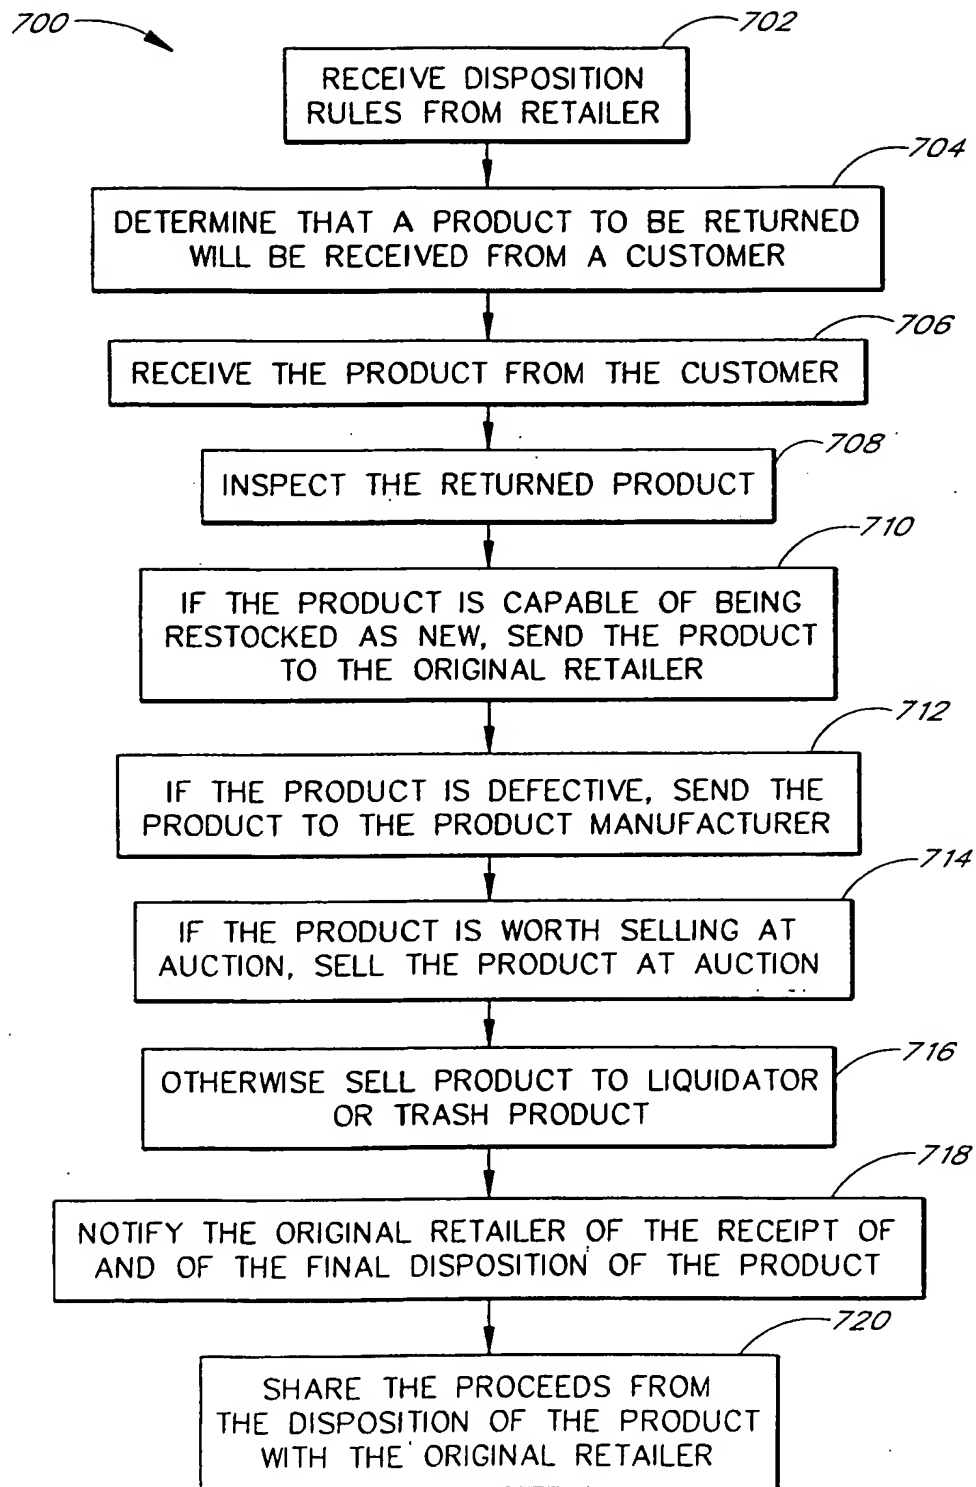 700
702
RECEIVE DISPOSITION
RULES FROM RETAILER
704
DETERMINE THAT A PRODUCT TO BE RETURNED
WILL BE RECEIVED FROM A CUSTOMER
706
RECEIVE THE PRODUCT FROM THE CUSTOMER
708
INSPECT THE RETURNED PRODUCT
710
IF THE PRODUCT IS CAPABLE OF BEING
RESTOCKED AS NEW, SEND THE PRODUCT
TO THE ORIGINAL RETAILER
712
IF THE PRODUCT IS DEFECTIVE, SEND THE
PRODUCT TO THE PRODUCT MANUFACTURER
714
IF THE PRODUCT IS WORTH SELLING AT
AUCTION, SELL THE PRODUCT AT AUCTION
716
OTHERWISE SELL PRODUCT TO LIQUIDATOR
OR TRASH PRODUCT
718
NOTIFY THE ORIGINAL RETAILER OF THE RECEIPT OF
AND OF THE FINAL DISPOSITION OF THE PRODUCT
720
SHARE THE PROCEEDS FROM
THE DISPOSITION OF THE PRODUCT
WITH THE ORIGINAL RETAILER